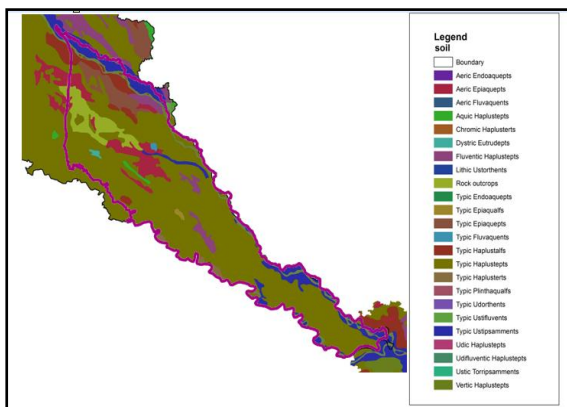 Legend
soil
Boundary
Aeric Endoaquepts
Aeric Epiaquepts
Aeric Fluvaquents
Aquic Haplustepts
Chromic Haplusterts
Dystric Eutrudepts
Fluventic Haplustepts
Lithic Ustorthents
Rock outcrops
Typic Endoaquepts
Typic Epiaqualfs
Typic Epiaquepts
Typic Fluvaquents
Typic Haplustalfs
Typic Haplustepts
Typic Haplusterts
Typic Plinthaqualfs
Typic Udorthents
Typic Ustifluvents
Typic Ustipsamments
Udic Haplustepts
Udifluventic Haplustepts
Ustic Torripsamments
Vertic Haplustepts